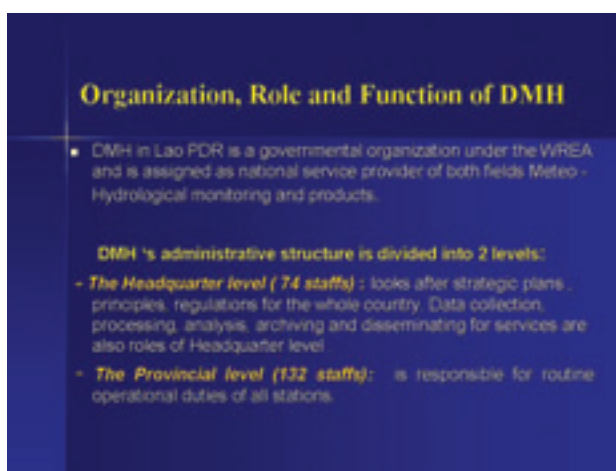 Organization, Role and Function of DMH
DMH in Lao PDR is a governmental organization under the WREA
and is assigned as national service provider of both fields Meteo -
Hydrological monitoring and products.
DMH 's administrative structure is divided into 2 levels:
- The Headquarter level ( 74 staffs) : looks after strategic plans ,
principles, regulations for the whole country. Data collection,
processing, analysis, archiving and disseminating for services are
also roles of Headquarter level
- The Provincial level (132 staffs): is responsible for routine
operational duties of all stations.